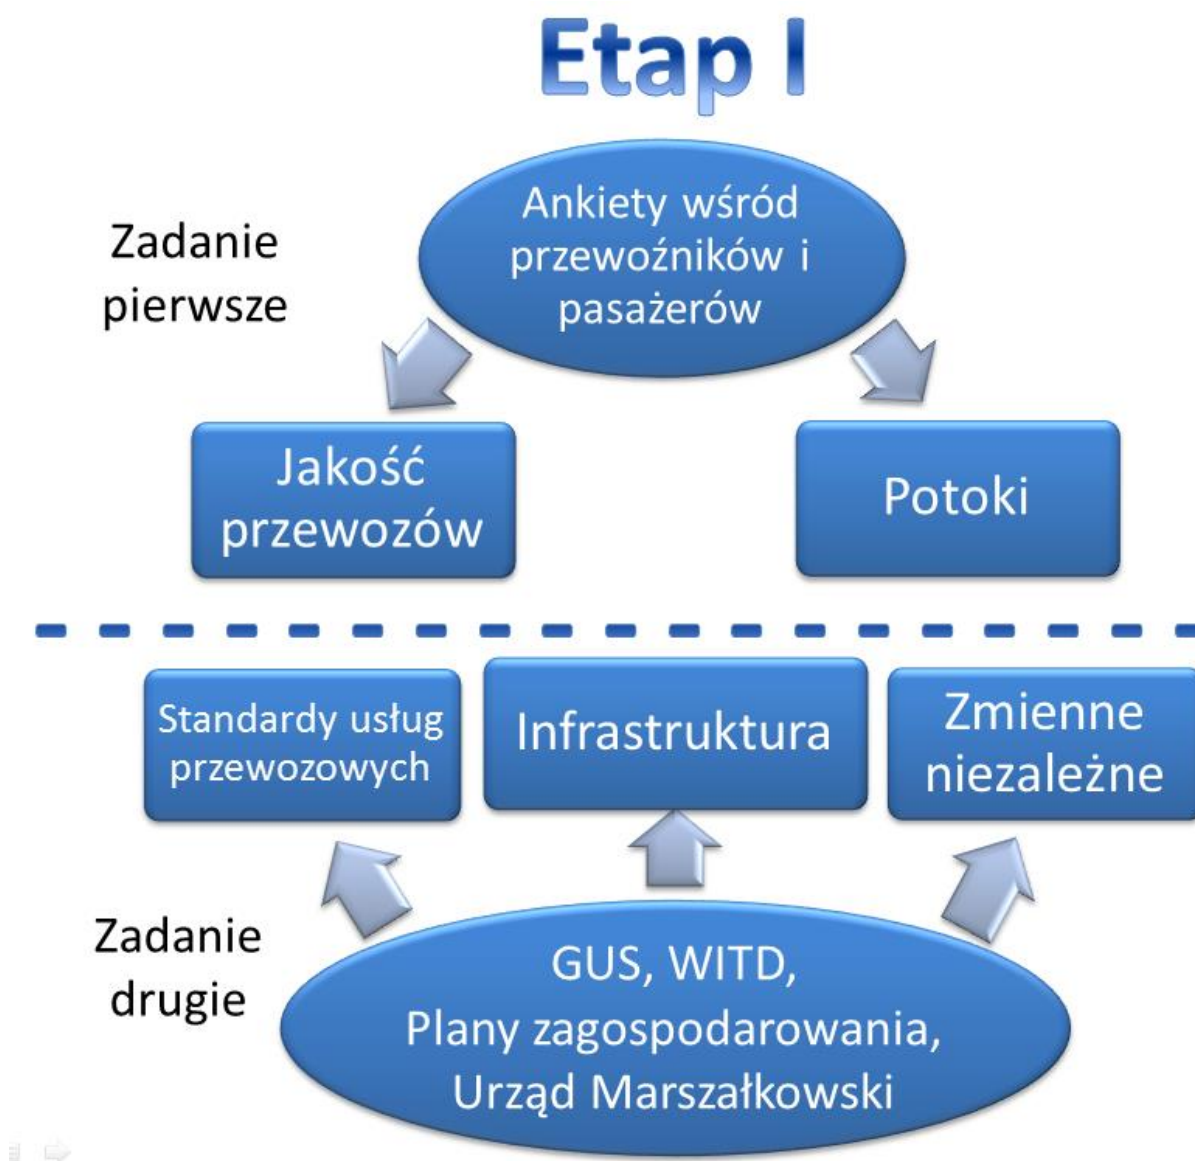 Etap I
Zadanie
pierwsze
Ankiety wśród
przewoźników i
pasażerów
Jakość
przewozów
Potoki
Standardy usług
przewozowych
Infrastruktura
Zmienne
niezależne
Zadanie
drugie
GUS, WITD,
Plany zagospodarowania,
Urząd Marszałkowski